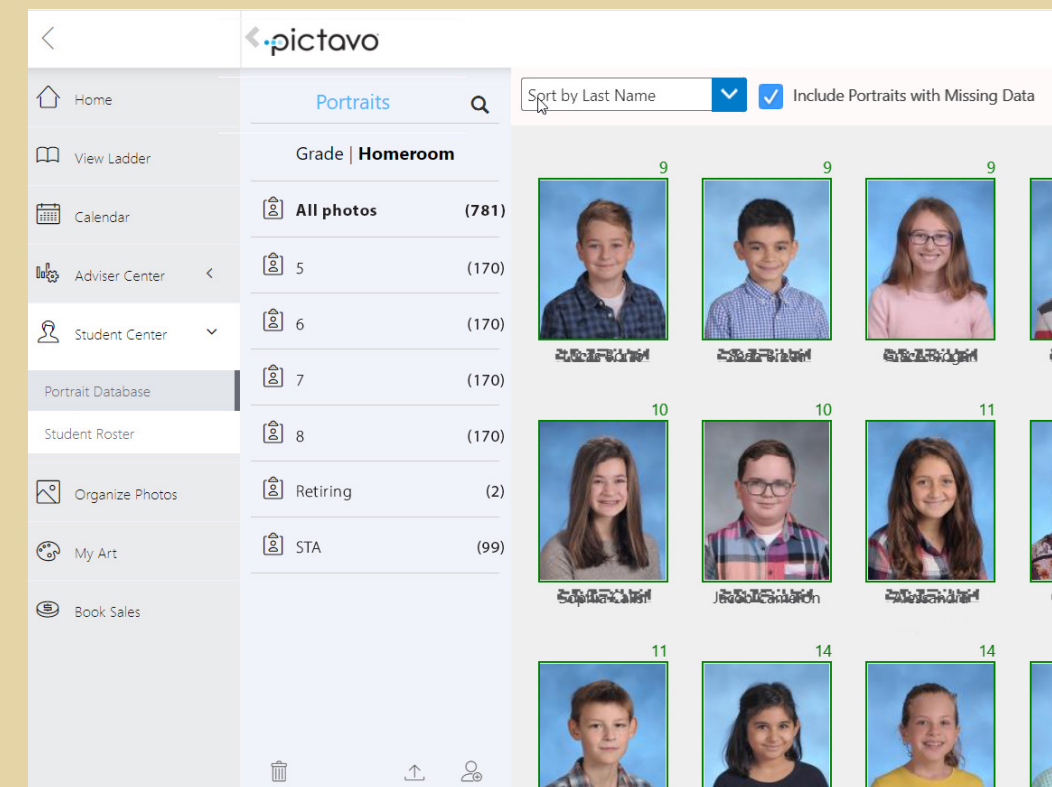 pictavo
Home
View Ladder
Calendar
Adviser Center
Student Center
Portrait Database
Student Roster
Organize Photos
My Art
Book Sales
Portraits
Grade | Homeroom
All photos (781)
5 (170)
6 (170)
7 (170)
8 (170)
Retiring (2)
STA (99)
Sort by Last Name
Include Portraits with Missing Data
9 9 9
10 10 11
11 14 14